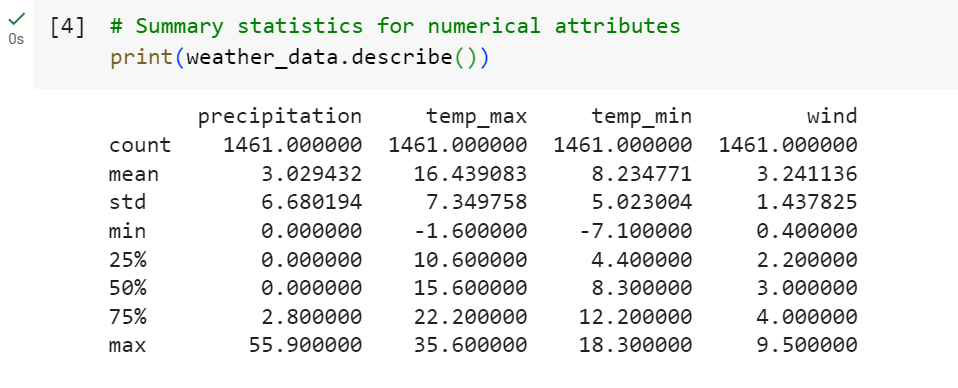 [4] # Summary statistics for numerical attributes
0s
print(weather_data.describe())
precipitation temp_max temp_min wind
count 1461.000000 1461.000000 1461.000000 1461.000000
mean 3.029432 16.439083 8.234771 3.241136
std 6.680194 7.349758 5.023004 1.437825
min 0.000000 -1.600000 -7.100000 0.400000
25% 0.000000 10.600000 4.400000 2.200000
50% 0.000000 15.600000 8.300000 3.000000
75% 2.800000 22.200000 12.200000 4.000000
max 55.900000 35.600000 18.300000 9.500000